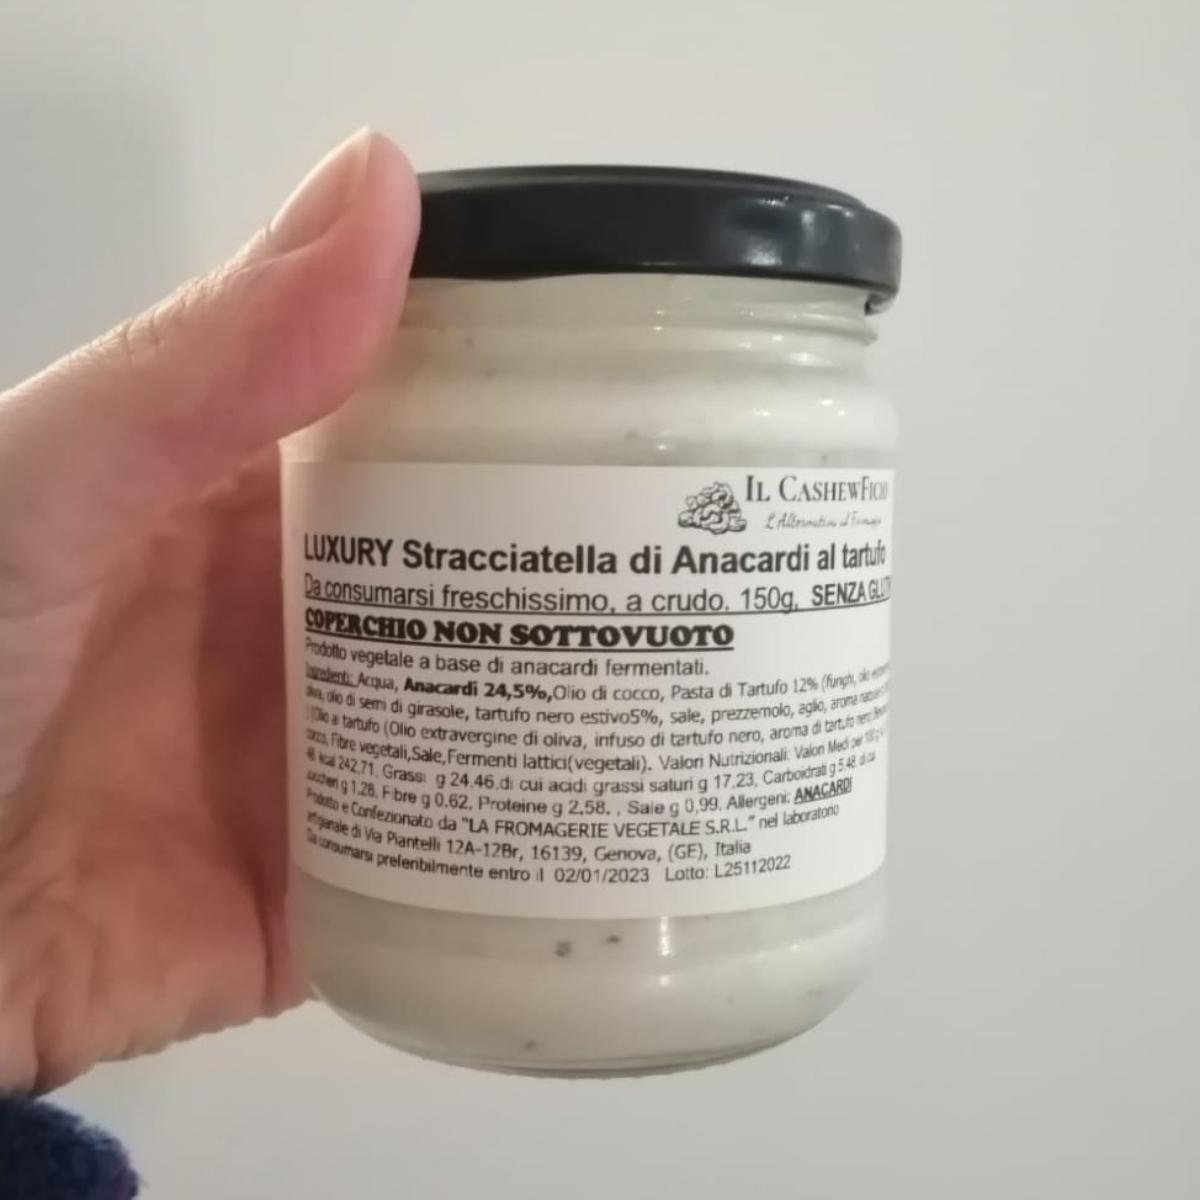 IL CASHEWFICIO
L'Alternativa al Formaggio
LUXURY Stracciatella di Anacardi al tartufo
Da consumarsi freschissimo, a crudo. 150g. SENZA GLUT
COPERCHIO NON SOTTOVUOTO
Prodotto vegetale a base di anacardi fermentati.
Ingredienti: Acqua, Anacardi 24,5%,Olio di cocco, Pasta di Tartufo 12% (funghi, olio
oliva, olio di semi di girasole, tartufo nero estivo5%, sale, prezzemolo, aglio, aroma
(Olio al tartufo (Olio extravergine di oliva, infuso di tartufo nero, aroma di tartufo nero
cocco, Fibre vegetali,Sale,Fermenti lattici(vegetali). Valori Nutrizionali: Valori Medi per 100 g
kcal 242,71, Grassi g 24,46,di cui acidi grassi saturi g 17,23, Carboidrati g 5,48, di cui
zuccheri g 1,28, Fibre g 0,62, Proteine g 2,58, , Sale g 0,99. Allergeni: ANACARDI
Prodotto e Confezionato da "LA FROMAGERIE VEGETALE S.R.L." nel laboratorio
artigianale di Via Piantelli 12A-12Br, 16139, Genova, (GE), Italia
Da consumarsi preferibilmente entro il 02/01/2023 Lotto: L25112022